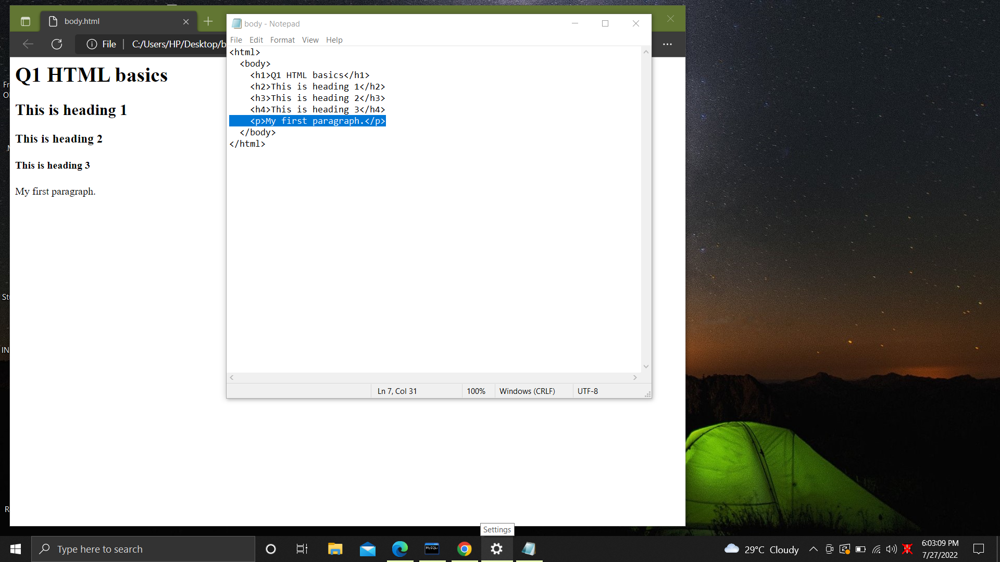 body.html
File
C:/Users/HP/Desktop/b
Q1 HTML basics
This is heading 1
This is heading 2
This is heading 3
My first paragraph.
body - Notepad
File Edit Format View Help
<html>
<body>
<h1>Q1 HTML basics</h1>
<h2>This is heading 1</h2>
<h3>This is heading 2</h3>
<h4>This is heading 3</h4>
<p>My first paragraph.</p>
</body>
</html>
Ln 7, Col 31
100%
Windows (CRLF)
UTF-8
Fr
St
IN
R
Settings
Type here to search
29°C Cloudy
6:03:09 PM
7/27/2022